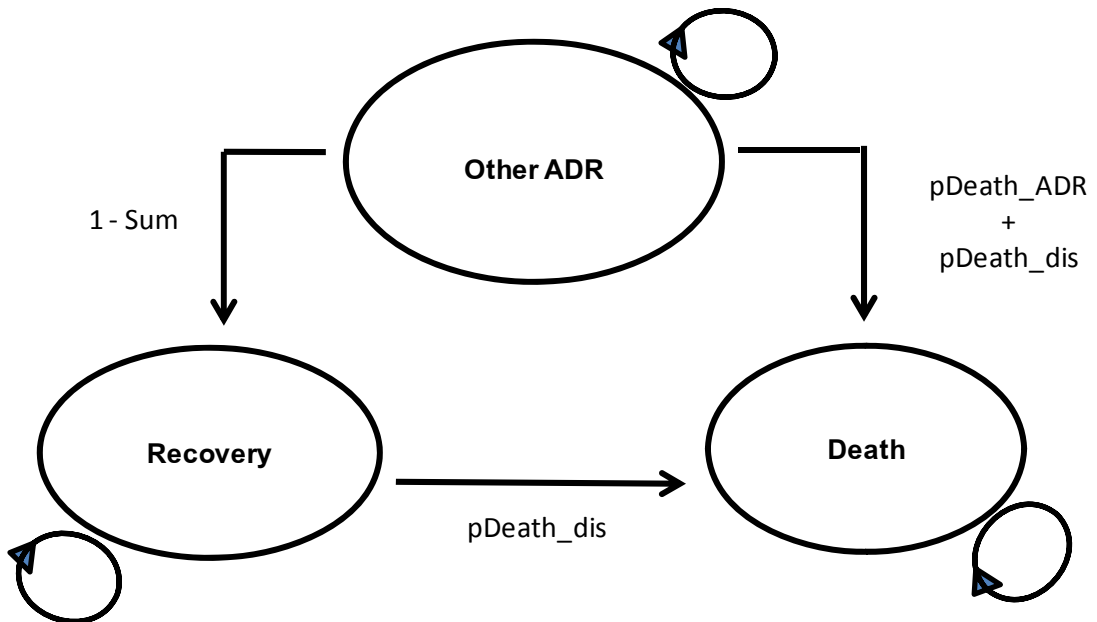 Other ADR
1 - Sum
pDeath_ADR
+
pDeath_dis
Recovery
Death
pDeath_dis